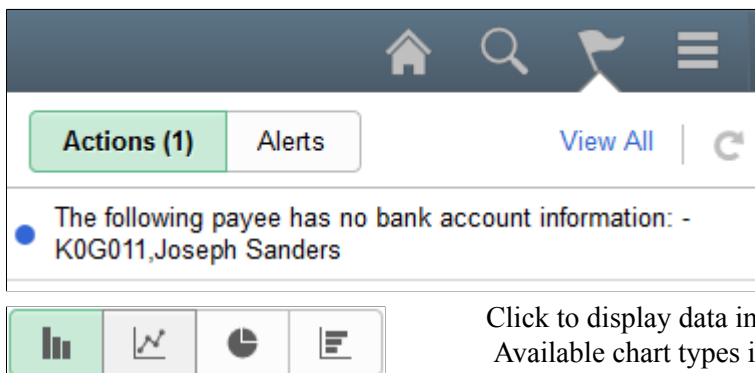 Actions (1) Alerts View All
The following payee has no bank account information: -
K0G011,Joseph Sanders
Click to display data in
Available chart types i